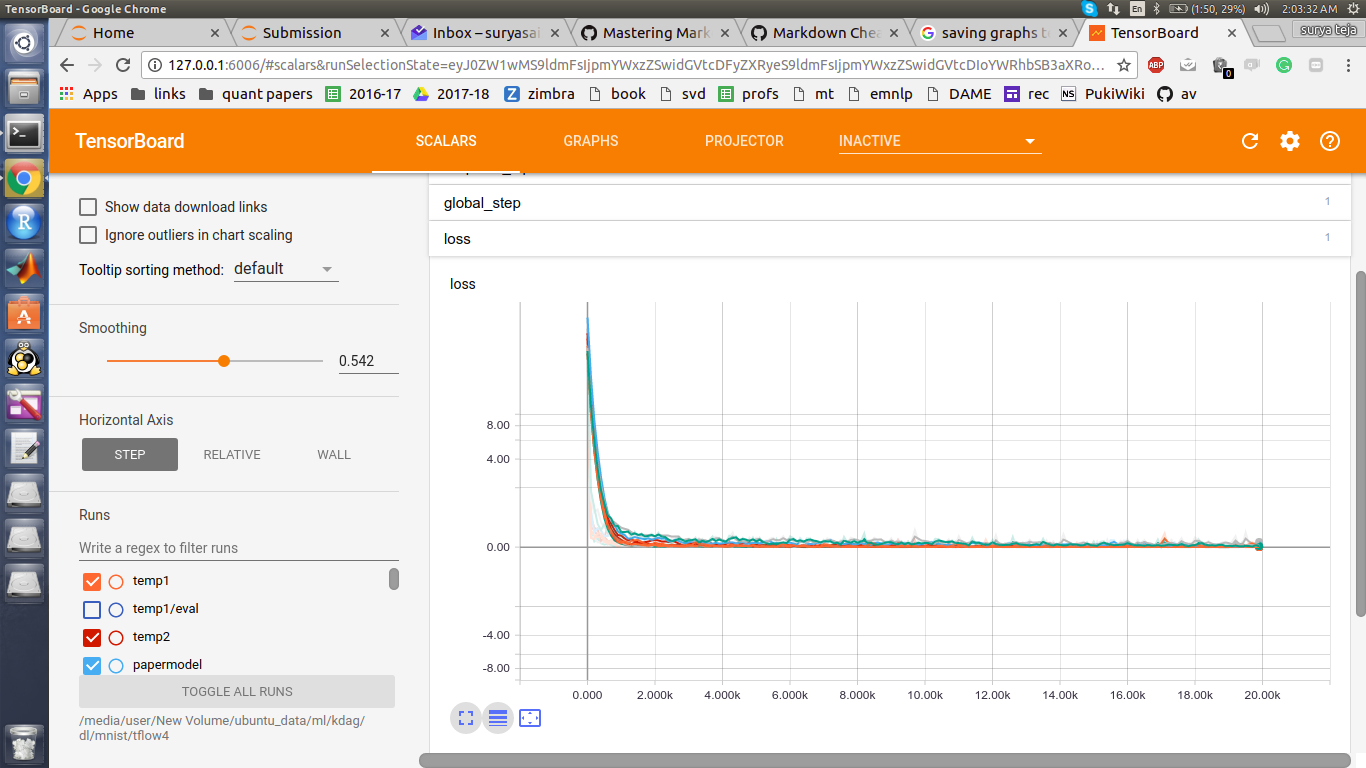 TensorBoard - Google Chrome
En
(1:50, 29%)
2:03:32 AM
Home
Submission
Inbox – suryasai
Mastering Mark
Markdown Chea
saving graphs te
TensorBoard
surya teja
127.0.0.1:6006/#scalars&runSelectionState=eyJ0ZW1wMS9ldmFsIjpmYWxzZSwidGVtcDFyZXRyeS9ldmFsIjpmYWxzZSwidGVtcDIoYWRhbSB3aXRo...
ABP
0
Apps
links
quant papers
2016-17
2017-18
Z zimbra
book
svd
profs
mt
emnlp
DAME
rec
NS PukiWiki
av
TensorBoard
SCALARS
GRAPHS
PROJECTOR
INACTIVE
Show data download links
Ignore outliers in chart scaling
Tooltip sorting method: default
Smoothing
0.542
Horizontal Axis
STEP
RELATIVE
WALL
Runs
Write a regex to filter runs
temp1
temp1/eval
temp2
papermodel
TOGGLE ALL RUNS
/media/user/New Volume/ubuntu_data/ml/kdag/
dl/mnist/tflow4
global_step
1
loss
1
loss
8.00
4.00
0.00
-4.00
-8.00
0.000
2.000k
4.000k
6.000k
8.000k
10.00k
12.00k
14.00k
16.00k
18.00k
20.00k